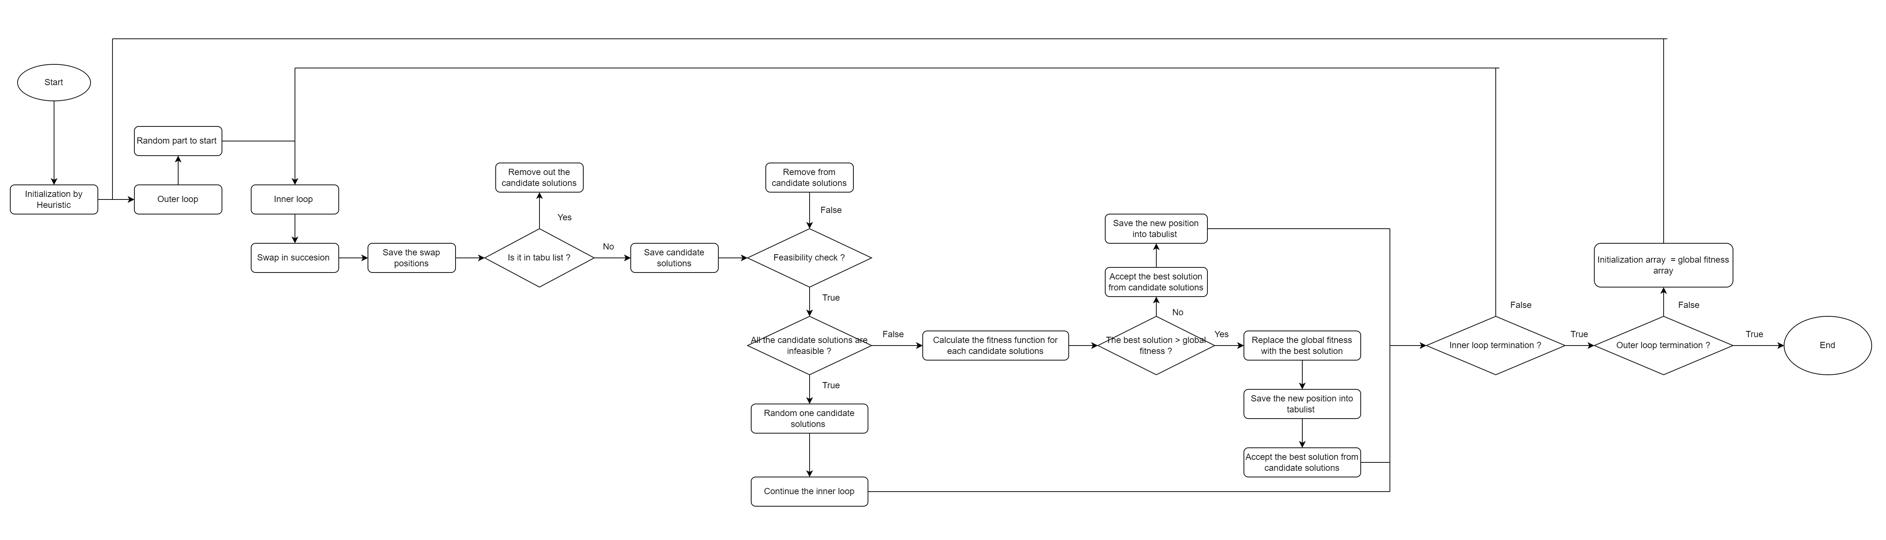 Start
Initialization by
Heuristic
Outer loop
Random part to start
Inner loop
Swap in succesion
Save the swap
positions
Is it in tabu list ?
Yes
Remove out the
candidate solutions
No
Save candidate
solutions
Feasibility check ?
False
Remove from
candidate solutions
True
All the candidate solutions are
infeasible ?
True
Random one candidate
solutions
Continue the inner loop
False
Calculate the fitness function for
each candidate solutions
The best solution > global
fitness ?
No
Accept the best solution
from candidate solutions
Save the new position
into tabulist
Yes
Replace the global fitness
with the best solution
Save the new position into
tabulist
Accept the best solution from
candidate solutions
Inner loop termination ?
False
True
Outer loop termination ?
False
Initialization array  = global fitness
array
True
End